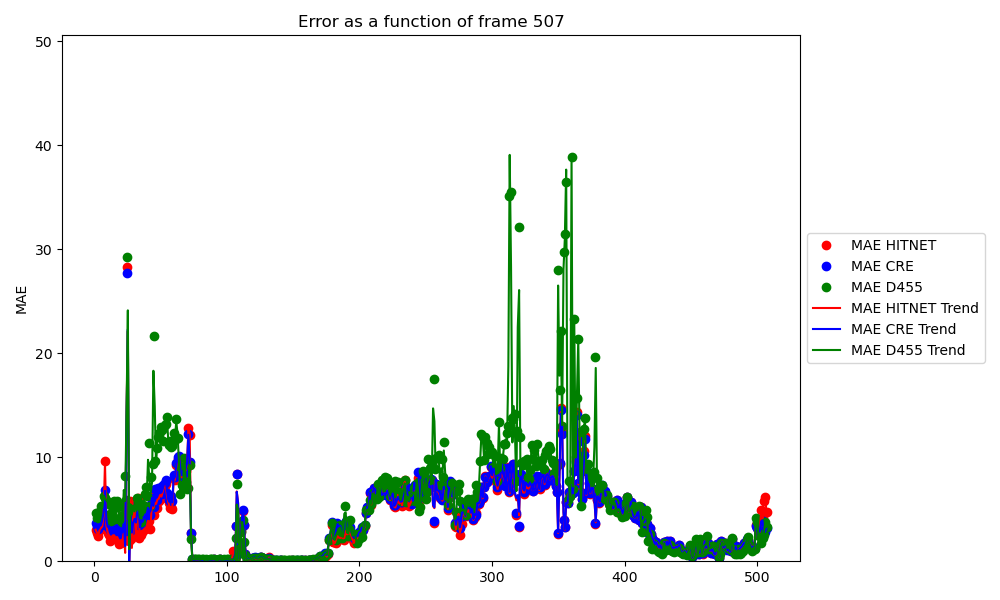 Error as a function of frame 507
50
40
30
20
10
0
MAE
0
100
200
300
400
500
MAE HITNET
MAE CRE
MAE D455
MAE HITNET Trend
MAE CRE Trend
MAE D455 Trend